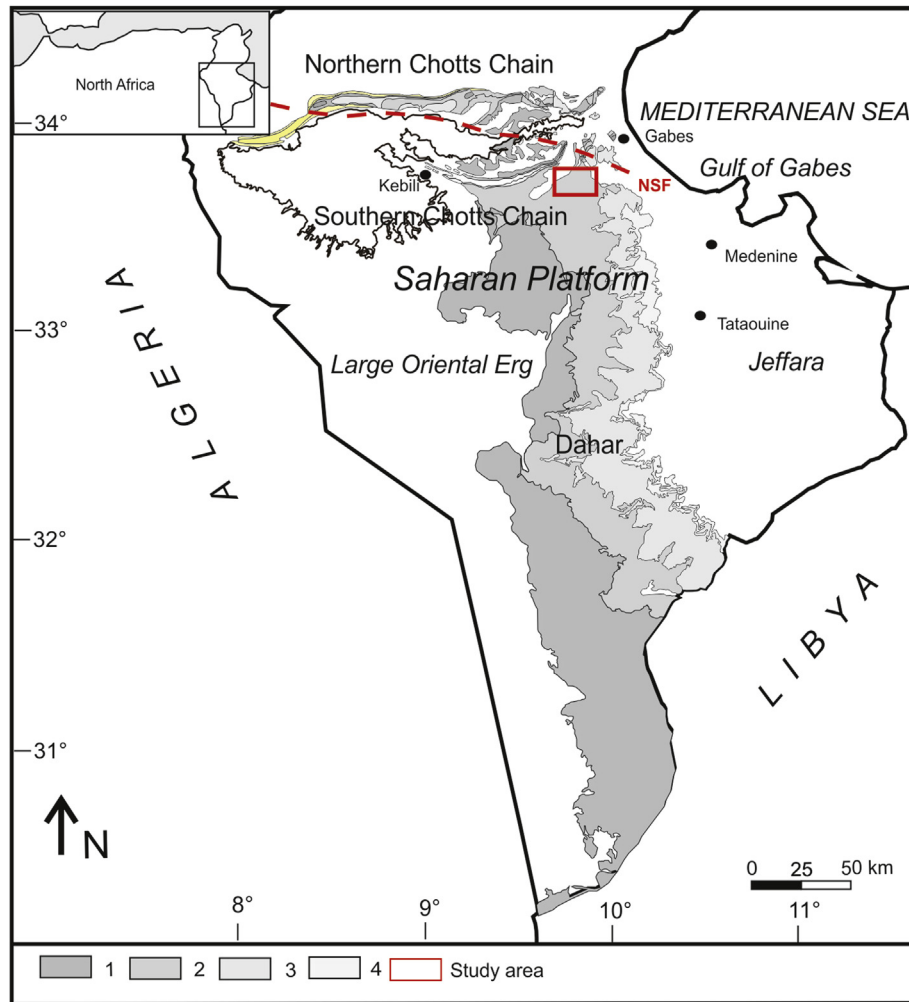 North Africa
Northern Chotts Chain
MEDITERRANEAN SEA
34°
Gabes
Gulf of Gabes
Kebili
NSF
Southern Chotts Chain
Medenine
Saharan Platform
ALGERIA
33°
Tataouine
Large Oriental Erg
Jeffara
Dahar
32°
LIBYA
31°
N
0 25 50 km
8° 9° 10° 11°
1 2 3 4 Study area